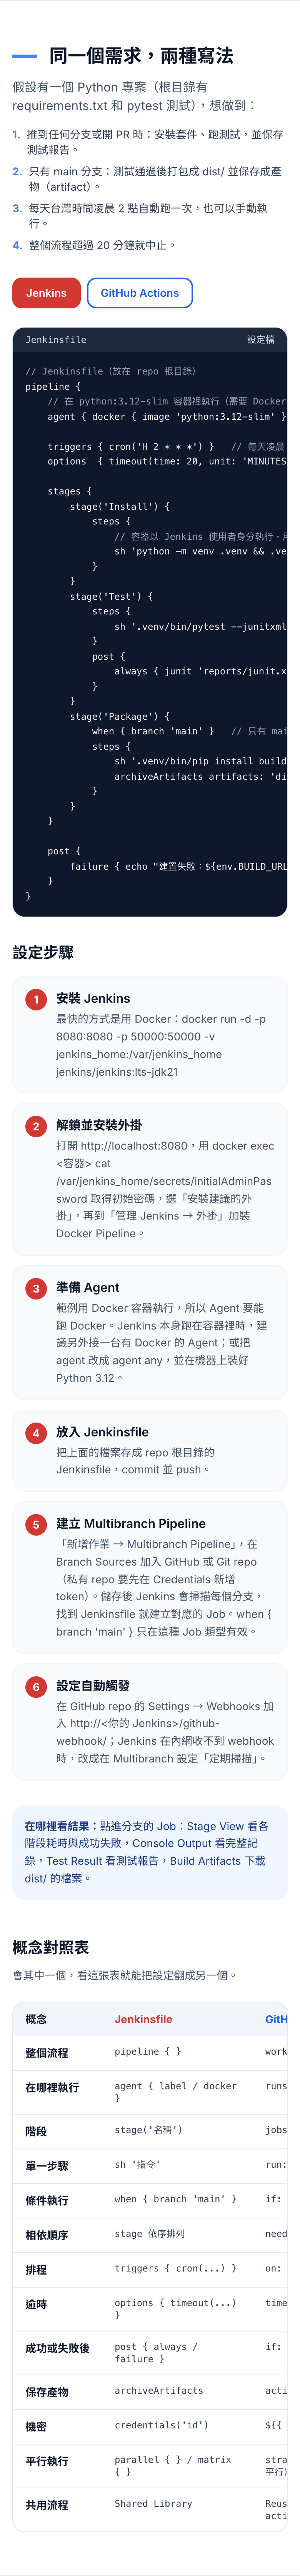 同一個需求，兩種寫法
假設有一個 Python 專案（根目錄有
requirements.txt 和 pytest 測試），想做到：
1. 推到任何分支或開 PR 時：安裝套件、跑測試，並保存
測試報告。
2. 只有 main 分支：測試通過後打包成 dist/ 並保存成產
物（artifact）。
3. 每天台灣時間凌晨 2 點自動跑一次，也可以手動執
行。
4. 整個流程超過 20 分鐘就中止。
Jenkins GitHub Actions
Jenkinsfile 設定檔
// Jenkinsfile（放在 repo 根目錄）
pipeline {
// 在 python:3.12-slim 容器裡執行（需要 Docker
agent { docker { image 'python:3.12-slim' }
triggers { cron('H 2 * * *') } // 每天凌晨
options { timeout(time: 20, unit: 'MINUTES
stages {
stage('Install') {
steps {
// 容器以 Jenkins 使用者身分執行，
sh 'python -m venv .venv && .ve
}
}
stage('Test') {
steps {
sh '.venv/bin/pytest --junitxml
}
post {
always { junit 'reports/junit.x
}
}
stage('Package') {
when { branch 'main' } // 只有 mai
steps {
sh '.venv/bin/pip install build
archiveArtifacts artifacts: 'di
}
}
}
post {
failure { echo "建置失敗：${env.BUILD_URL
}
}
設定步驟
1 安裝 Jenkins
最快的方式是用 Docker：docker run -d -p
8080:8080 -p 50000:50000 -v
jenkins_home:/var/jenkins_home
jenkins/jenkins:lts-jdk21
2 解鎖並安裝外掛
打開 http://localhost:8080，用 docker exec
<容器> cat
/var/jenkins_home/secrets/initialAdminPas
sword 取得初始密碼，選「安裝建議的外
掛」，再到「管理 Jenkins → 外掛」加裝
Docker Pipeline。
3 準備 Agent
範例用 Docker 容器執行，所以 Agent 要能
跑 Docker。Jenkins 本身跑在容器裡時，建
議另外接一台有 Docker 的 Agent；或把
agent 改成 agent any，並在機器上裝好
Python 3.12。
4 放入 Jenkinsfile
把上面的檔案存成 repo 根目錄的
Jenkinsfile，commit 並 push。
5 建立 Multibranch Pipeline
「新增作業 → Multibranch Pipeline」，在
Branch Sources 加入 GitHub 或 Git repo
（私有 repo 要先在 Credentials 新增
token）。儲存後 Jenkins 會掃描每個分支，
找到 Jenkinsfile 就建立對應的 Job。when {
branch 'main' } 只在這種 Job 類型有效。
6 設定自動觸發
在 GitHub repo 的 Settings → Webhooks 加
入 http://<你的 Jenkins>/github-
webhook/；Jenkins 在內網收不到 webhook
時，改成在 Multibranch 設定「定期掃描」。
在哪裡看結果：點進分支的 Job：Stage View 看各
階段耗時與成功失敗，Console Output 看完整記
錄，Test Result 看測試報告，Build Artifacts 下載
dist/ 的檔案。
概念對照表
會其中一個，看這張表就能把設定翻成另一個。
概念 Jenkinsfile GitH
整個流程 pipeline { } work
在哪裡執行 agent { label / docker
} runs
階段 stage('名稱') jobs
單一步驟 sh '指令' run:
條件執行 when { branch 'main' } if:
相依順序 stage 依序排列 need
排程 triggers { cron(...) } on:
逾時 options { timeout(...)
} time
成功或失敗後 post { always /
failure } if:
保存產物 archiveArtifacts acti
機密 credentials('id') ${{
平行執行 parallel { } / matrix
{ } stra
平行）
共用流程 Shared Library Reus
acti